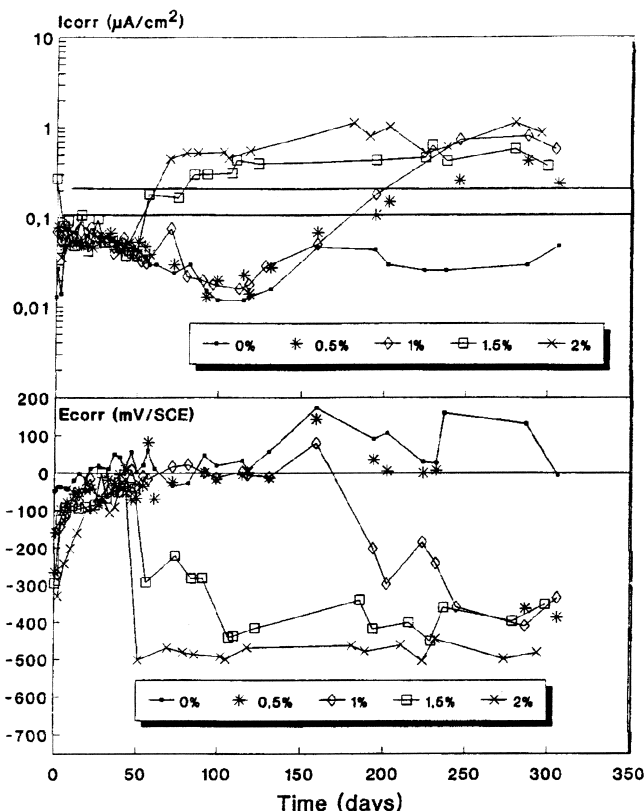 Icorr (µA/cm²)
10
1
0,1
0,01
0% 0.5% 1% 1.5% 2%
200
100
0
-100
-200
-300
-400
-500
-600
-700
Ecorr (mV/SCE)
0% 0,5% 1% 1,5% 2%
0 50 100 150 200 250 300 350
Time (days)